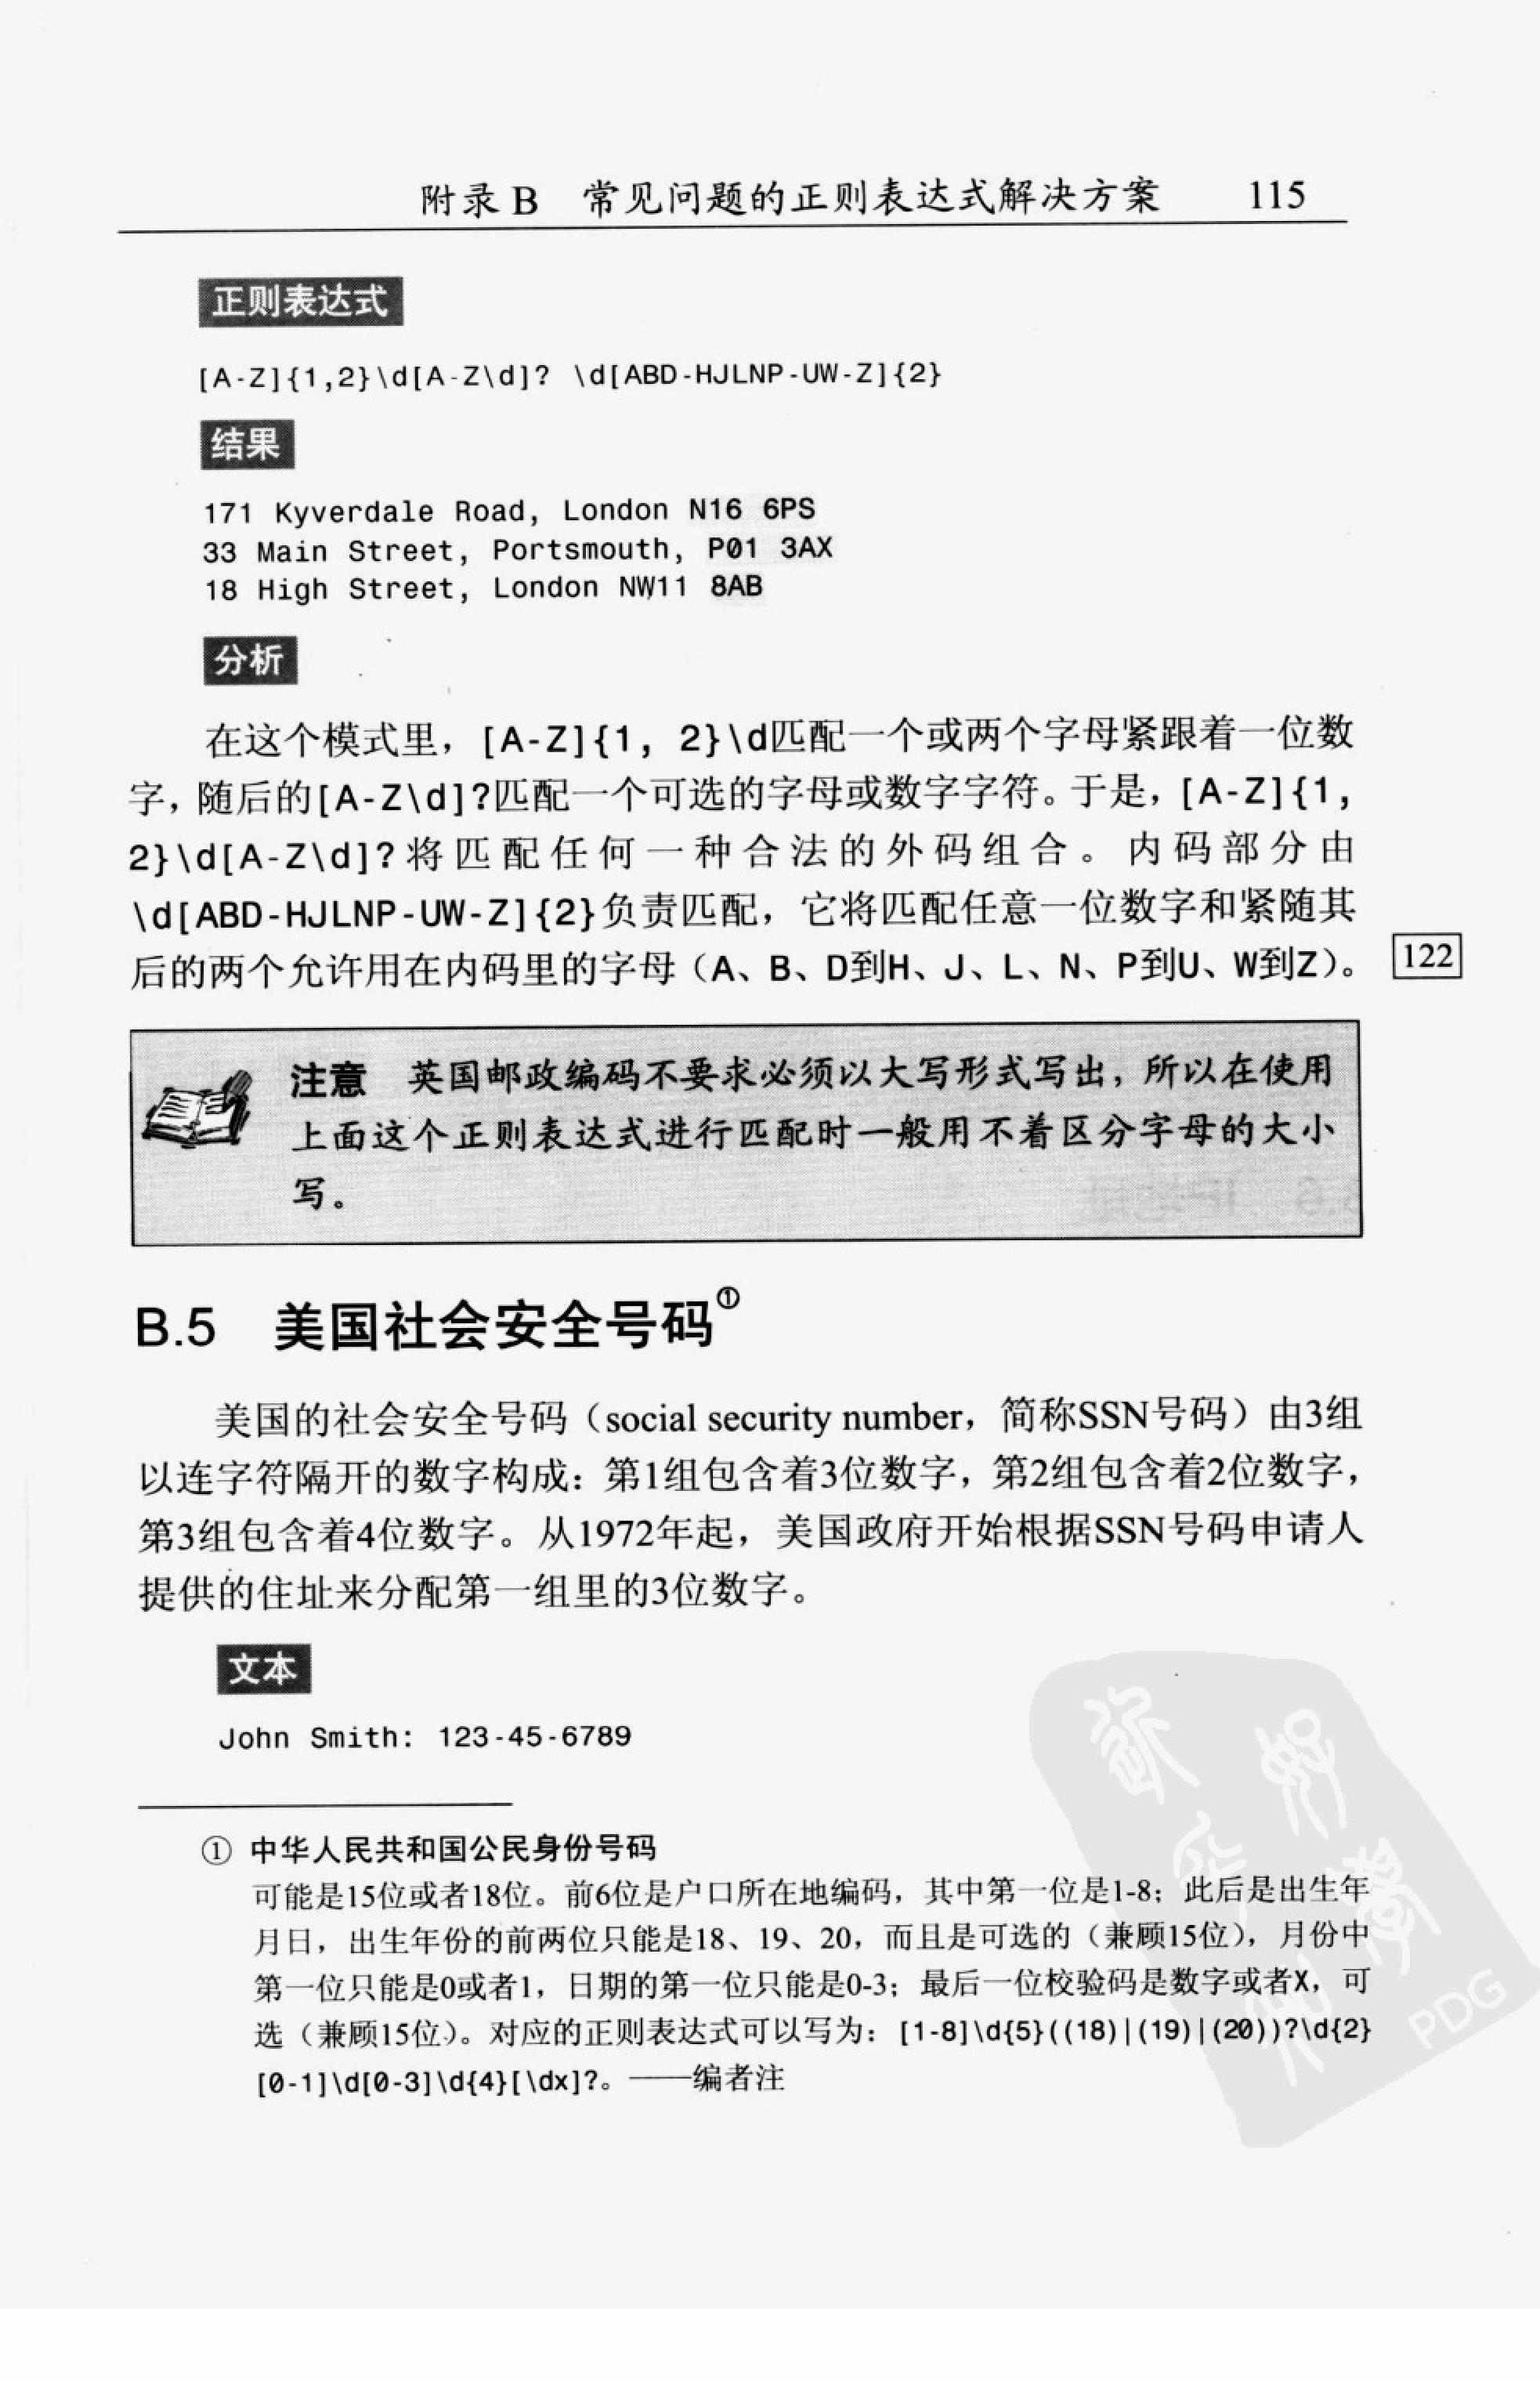 附录 B 常见问题的正则表达式解决方案 115
正则表达式
[A-Z]{1,2}\d[A-Z\d]? \d[ABD-HJLNP-UW-Z]{2}
结果
171 Kyverdale Road, London N16 6PS
33 Main Street, Portsmouth, P01 3AX
18 High Street, London NW11 8AB
分析
在这个模式里，[A-Z]{1, 2}\d匹配一个或两个字母紧跟着一位数
字，随后的[A-Z\d]?匹配一个可选的字母或数字字符。于是，[A-Z]{1,
2}\d[A-Z\d]?将匹配任何一种合法的外码组合。内码部分由
\d[ABD-HJLNP-UW-Z]{2}负责匹配，它将匹配任意一位数字和紧随其
后的两个允许用在内码里的字母（A、B、D到H、J、L、N、P到U、W到Z）。
122
注意 英国邮政编码不要求必须以大写形式写出，所以在使用
上面这个正则表达式进行匹配时一般用不着区分字母的大小
写。
B.5 美国社会安全号码①
美国的社会安全号码（social security number，简称SSN号码）由3组
以连字符隔开的数字构成：第1组包含着3位数字，第2组包含着2位数字，
第3组包含着4位数字。从1972年起，美国政府开始根据SSN号码申请人
提供的住址来分配第一组里的3位数字。
文本
John Smith: 123-45-6789
① 中华人民共和国公民身份号码
可能是15位或者18位。前6位是户口所在地编码，其中第一位是1-8；此后是出生年
月日，出生年份的前两位只能是18、19、20，而且是可选的（兼顾15位），月份中
第一位只能是0或者1，日期的第一位只能是0-3；最后一位校验码是数字或者X，可
选（兼顾15位）。对应的正则表达式可以写为：[1-8]\d{5}((18)|(19)|(20))?\d{2}
[0-1]\d[0-3]\d{4}[\dx]?。——编者注
PDG